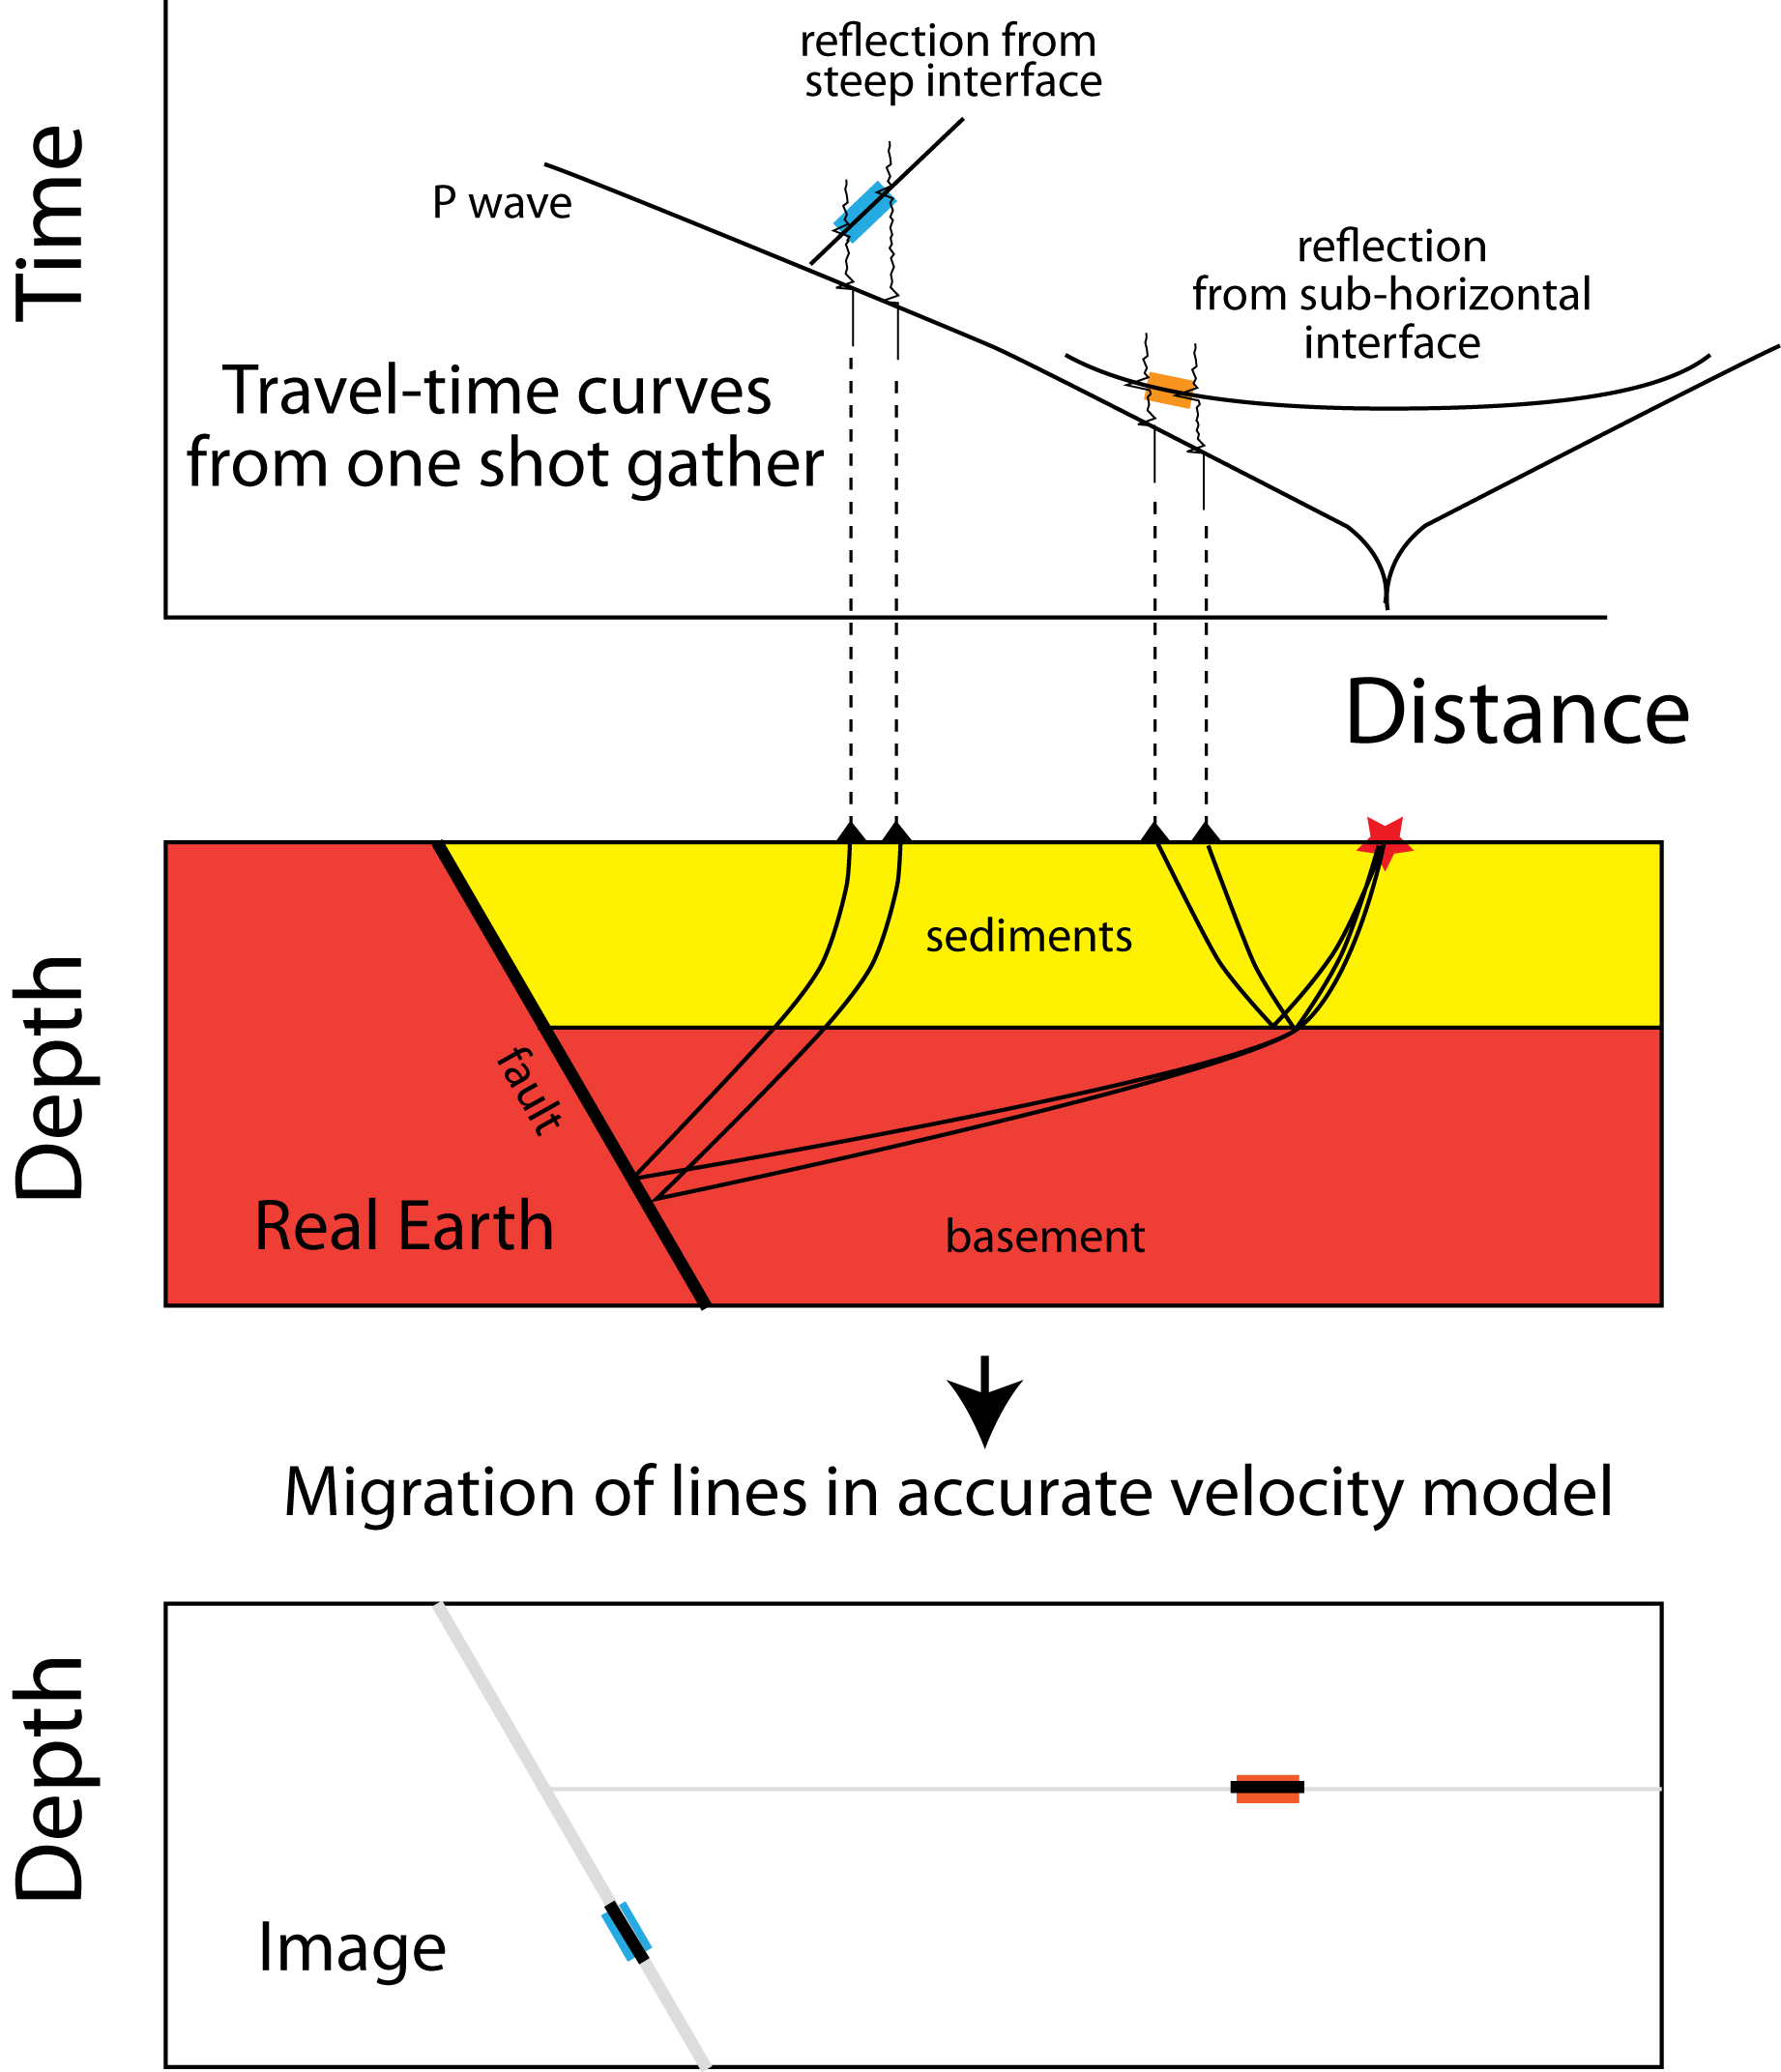 Time
reflection from
steep interface
P wave
reflection
from sub-horizontal
interface
Travel-time curves
from one shot gather
Distance
Depth
sediments
fault
Real Earth
basement
Migration of lines in accurate velocity model
Depth
Image